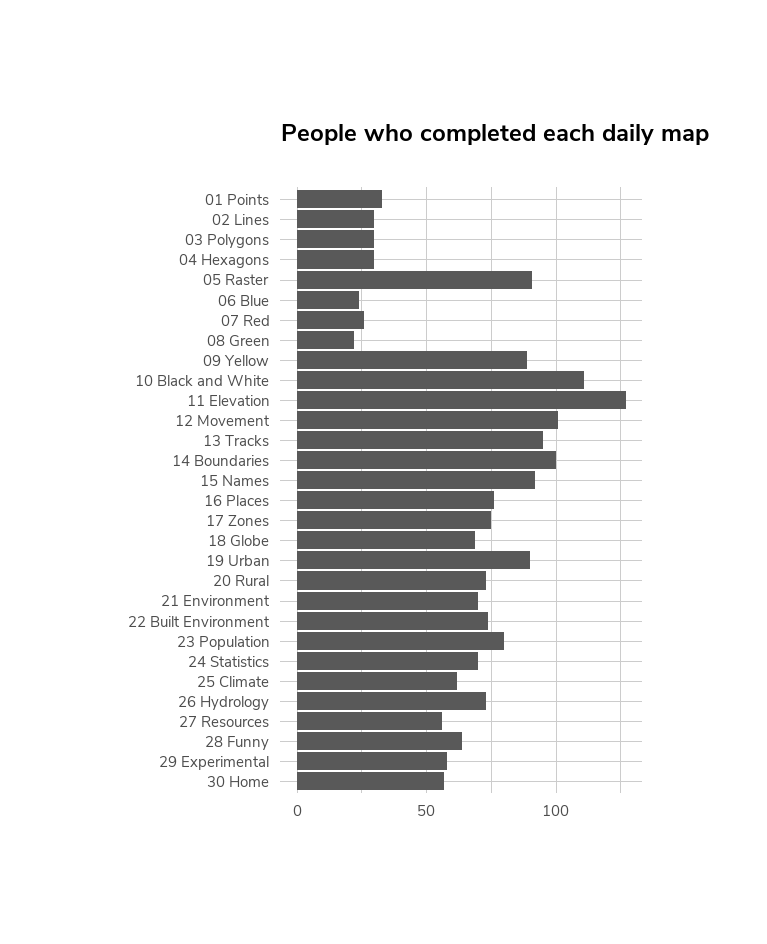 People who completed each daily map
01 Points
02 Lines
03 Polygons
04 Hexagons
05 Raster
06 Blue
07 Red
08 Green
09 Yellow
10 Black and White
11 Elevation
12 Movement
13 Tracks
14 Boundaries
15 Names
16 Places
17 Zones
18 Globe
19 Urban
20 Rural
21 Environment
22 Built Environment
23 Population
24 Statistics
25 Climate
26 Hydrology
27 Resources
28 Funny
29 Experimental
30 Home
0 50 100